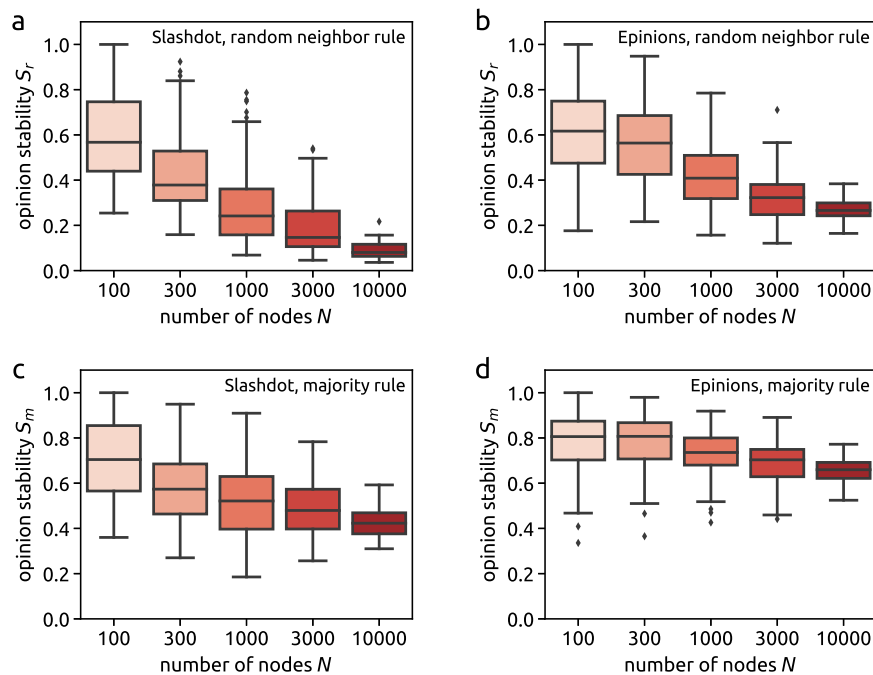 a
Slashdot, random neighbor rule
opinion stability Sr
1.0
0.8
0.6
0.4
0.2
0.0
100 300 1000 3000 10000
number of nodes N
b
Epinions, random neighbor rule
opinion stability Sr
1.0
0.8
0.6
0.4
0.2
0.0
100 300 1000 3000 10000
number of nodes N
c
Slashdot, majority rule
opinion stability Sm
1.0
0.8
0.6
0.4
0.2
0.0
100 300 1000 3000 10000
number of nodes N
d
Epinions, majority rule
opinion stability Sm
1.0
0.8
0.6
0.4
0.2
0.0
100 300 1000 3000 10000
number of nodes N